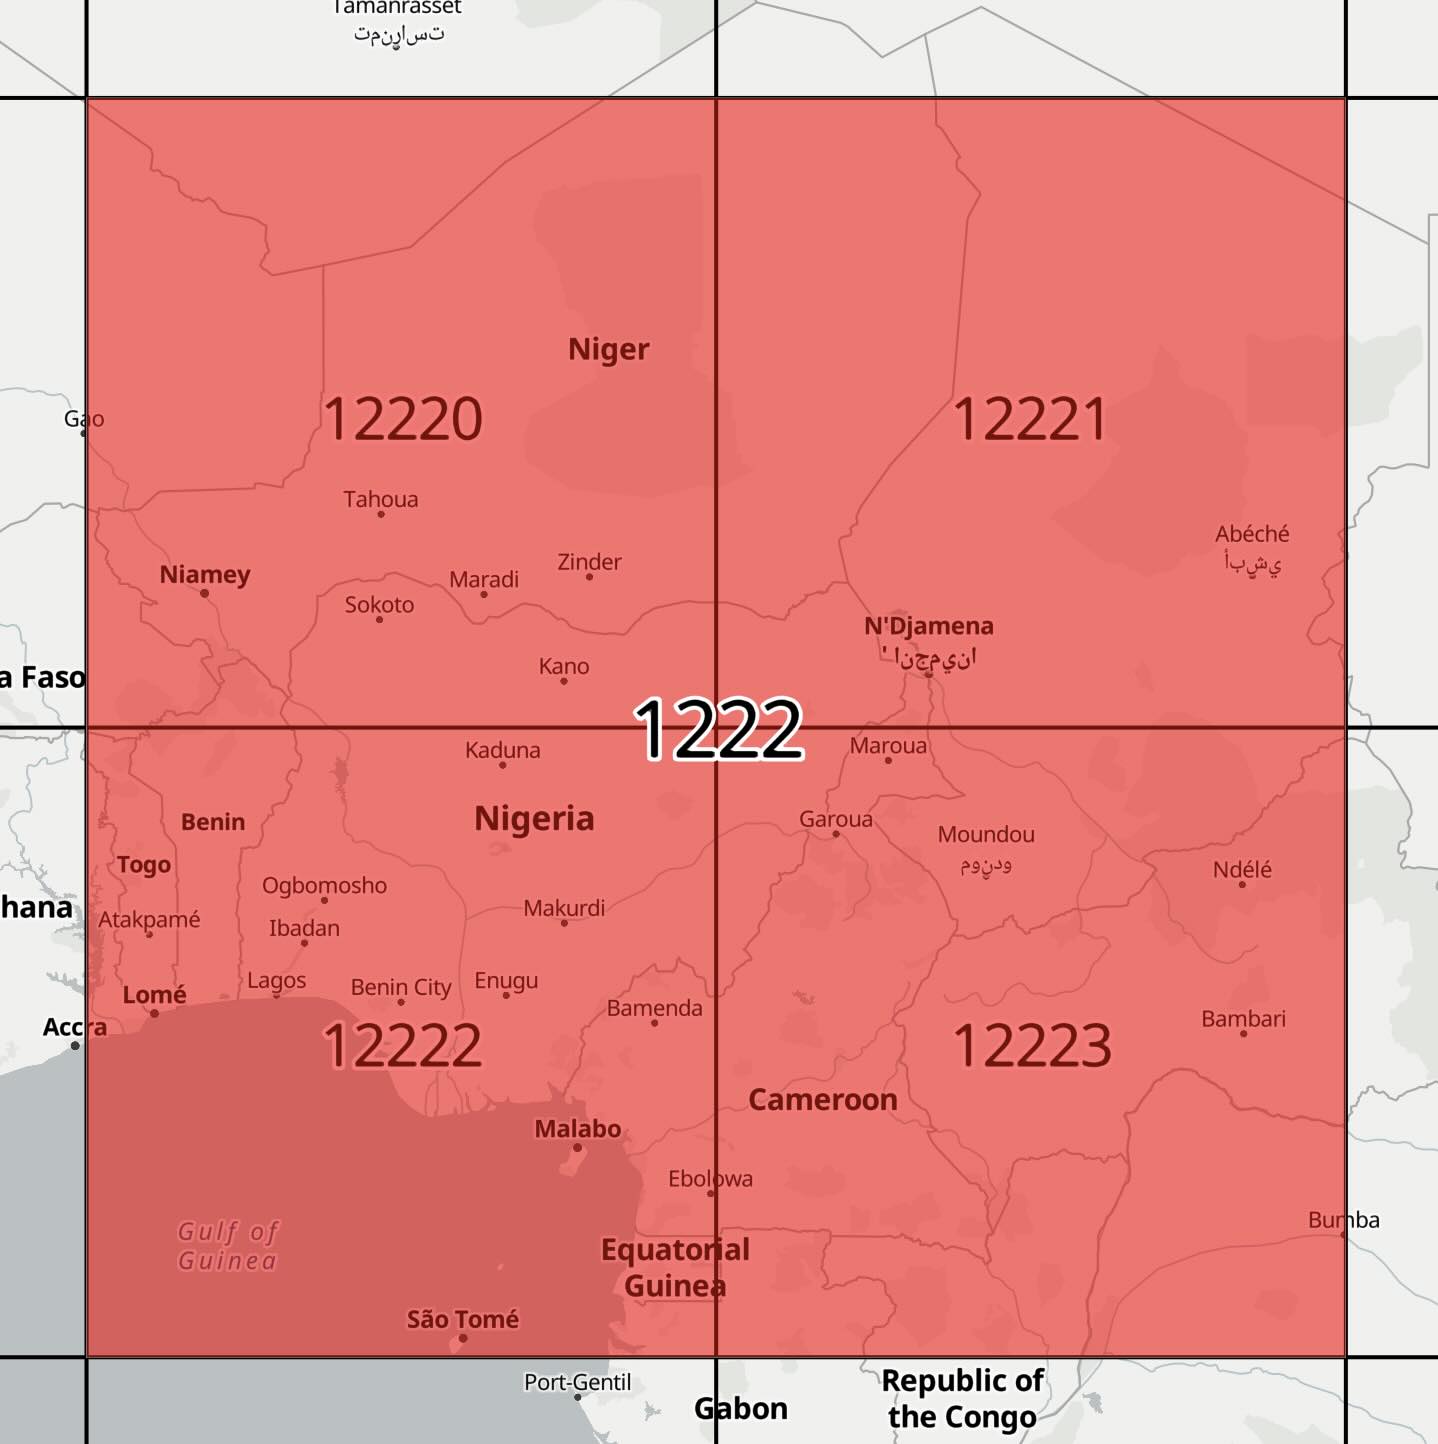 Tamanrasset
تمنراست
Niger
12220
12221
Gao
Tahoua
Abéché
أبشي
Zinder
Niamey
Maradi
Sokoto
N'Djamena
انجمينا '
Kano
a Faso
1222
Kaduna
Maroua
Nigeria
Benin
Garoua
Moundou
موندو
Togo
Ndélé
Ogbomosho
hana
Makurdi
Atakpamé
Ibadan
Lagos
Benin City
Enugu
Lomé
Bamenda
Bambari
Accra
12222
12223
Cameroon
Malabo
Ebolowa
Bumba
Gulf of
Guinea
Equatorial
Guinea
São Tomé
Port-Gentil
Republic of
the Congo
Gabon